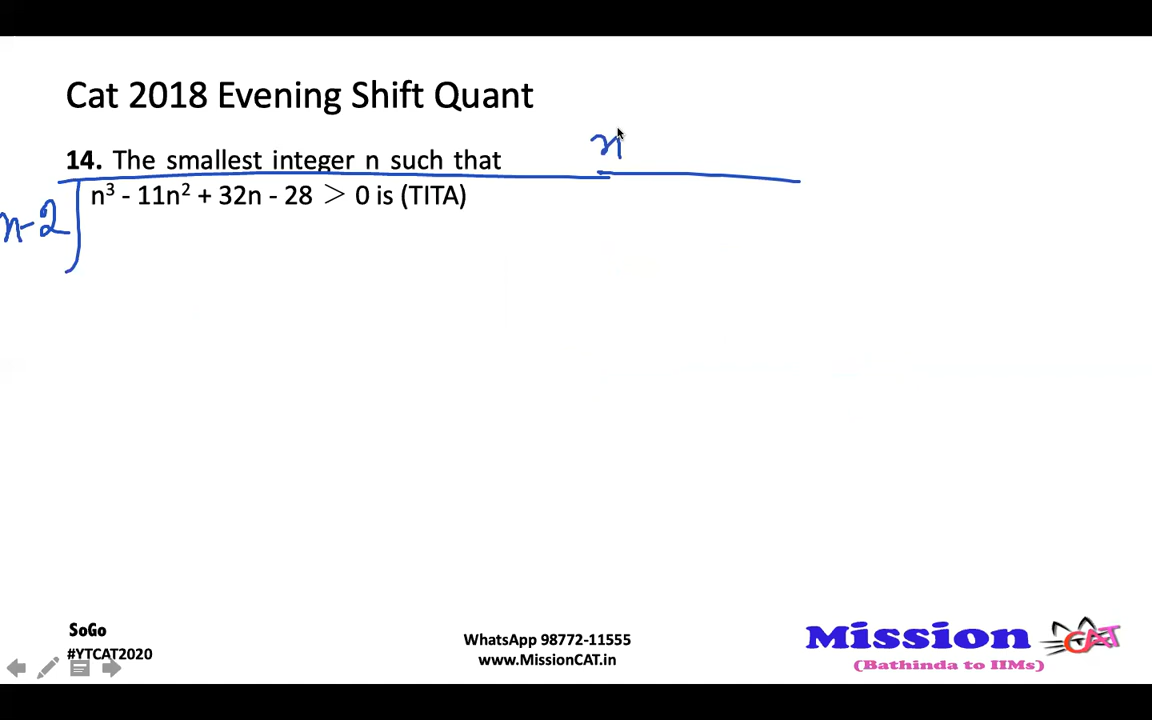 Cat 2018 Evening Shift Quant
n
14. The smallest integer n such that
n³ - 11n² + 32n - 28 > 0 is (TITA)
n-2
SoGo
#YTCAT2020
WhatsApp 98772-11555
www.MissionCAT.in
Mission CAT
(Bathinda to IIMs)